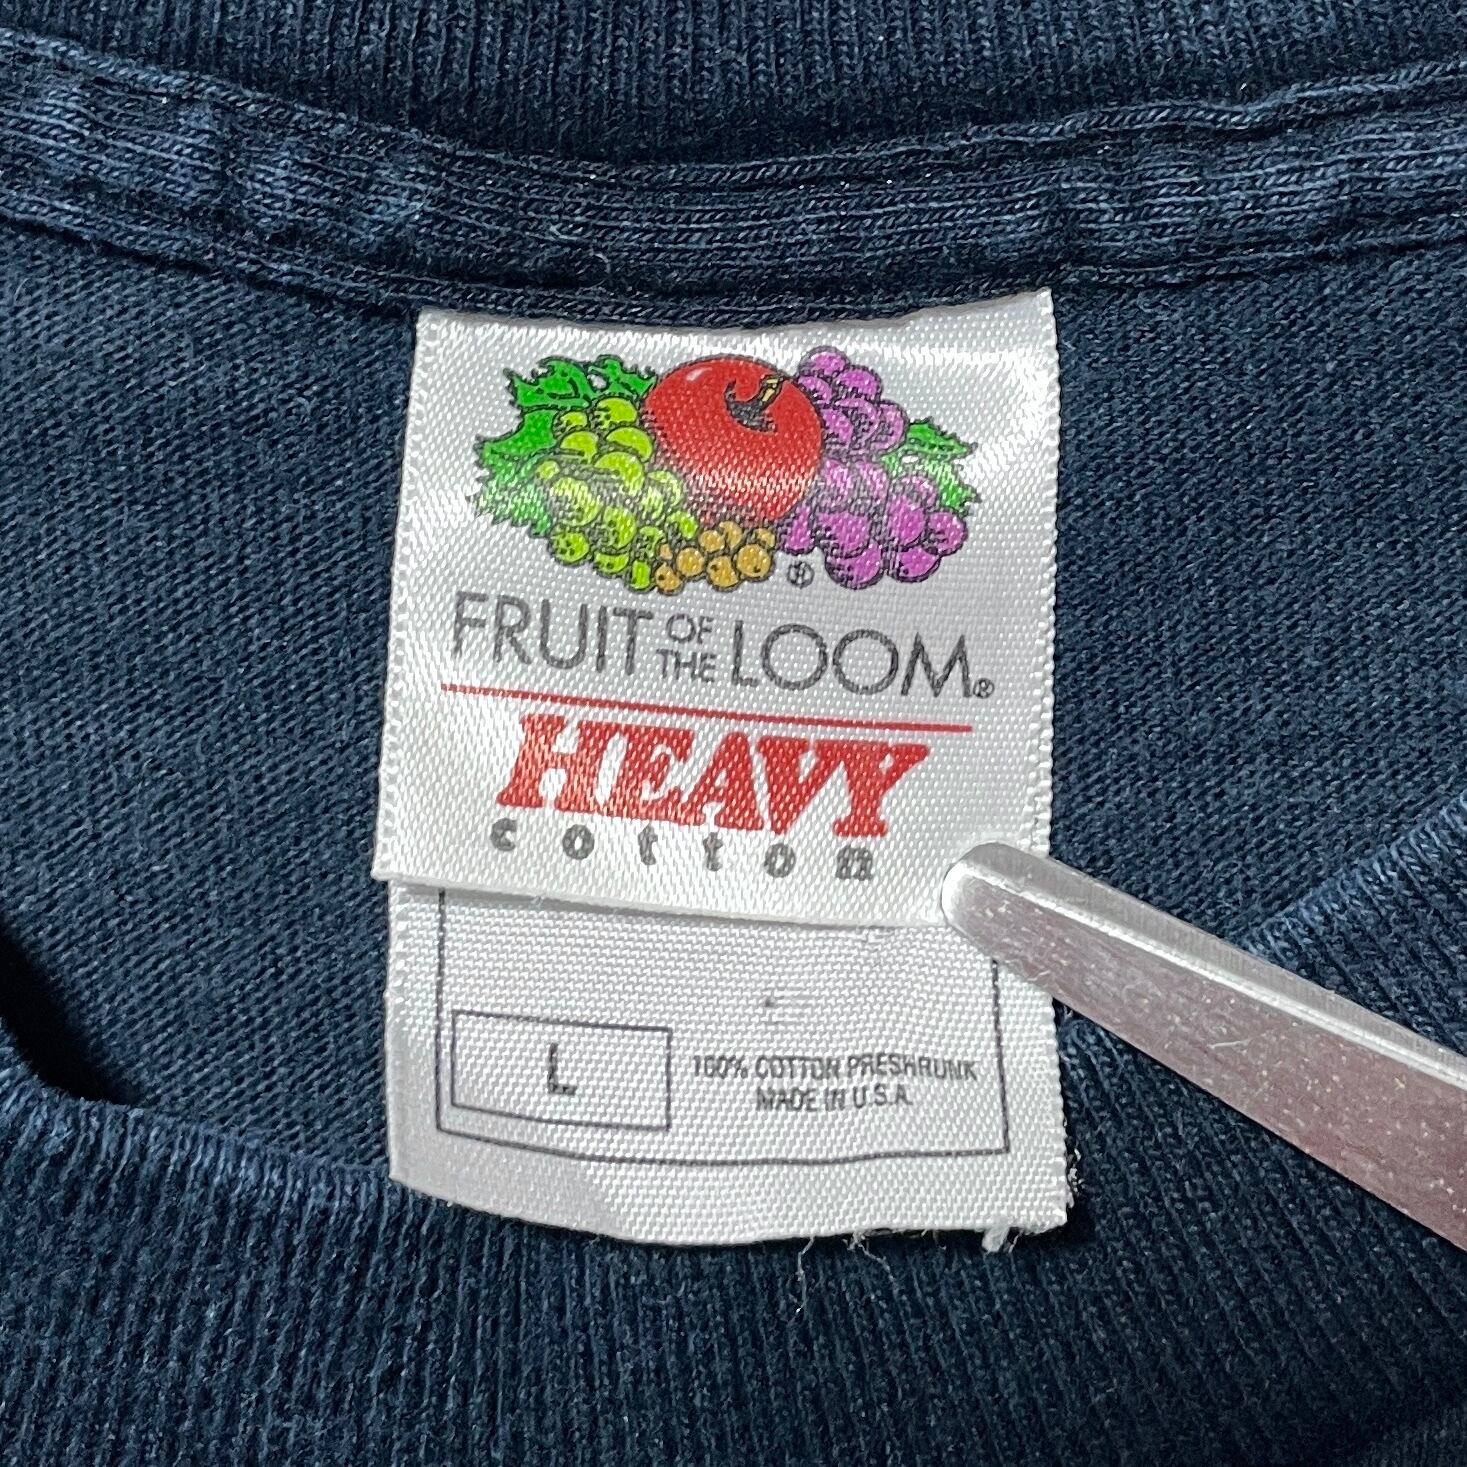 ®
FRUIT OF THE LOOM®
HEAVY
cotton
L
100% COTTON PRESHRUNK
MADE IN U.S.A.